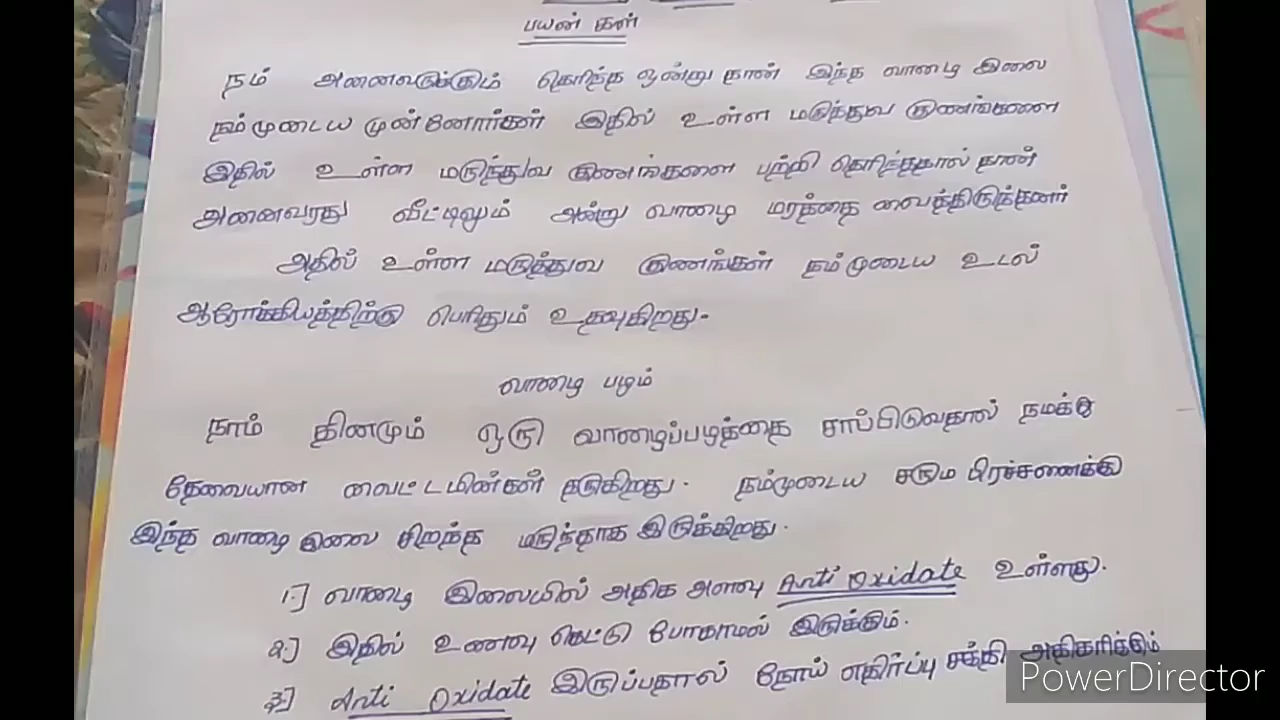 பயன் கள்
நம் அனைவருக்கும் தெரிந்த ஒன்று தான் இந்த வாழை இலை
நம்முடைய முன்னோர்கள் இதில் உள்ள மருத்துவ குணங்களை
இதில் உள்ள மருந்துவ குணங்களை பற்றி தெரிந்ததால் தான்
அனைவரது வீட்டிலும் அன்று வாழை மரத்தை வைத்திருந்தனர்
அதில் உள்ள மருத்துவ குணங்கள் நம்முடைய உடல்
ஆரோக்கியத்திற்கு பெரிதும் உதவுகிறது.
வாழை பழம்
நாம் தினமும் ஒரு வாழைப்பழத்தை சாப்பிடுவதால் நமக்கு
தேவையான வைட்டமின்கள் தருகிறது. நம்முடைய சரும பிரச்சணைக்கு
இந்த வாழை இலை சிறந்த மருந்தாக இருக்கிறது.
1.] வாழை இலையில் அதிக அளவு Anti Oxidate உள்ளது.
2.] இதில் உணவு கெட்டு போகாமல் இருக்கும்.
3] Anti Oxidate இருப்பதால் நோய் எதிர்ப்பு சக்தி அதிகரிக்கும்
PowerDirector